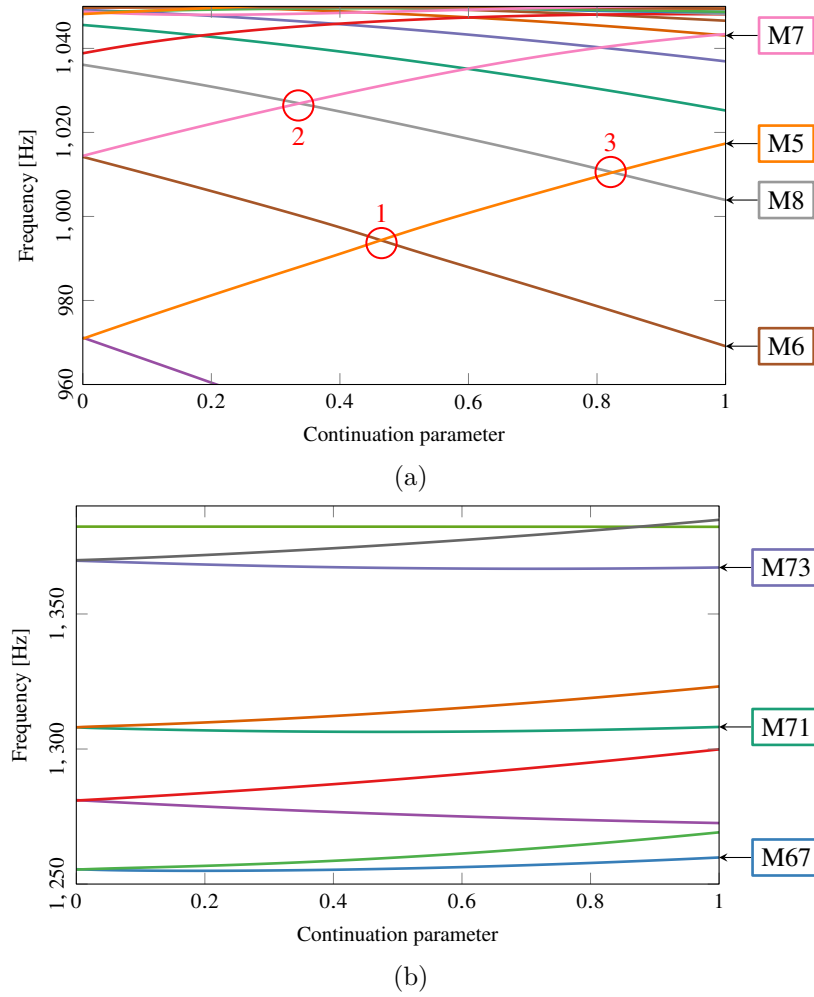 1,040
1,020
1,000
980
960
Frequency [Hz]
0
0.2
0.4
0.6
0.8
1
Continuation parameter
2
1
3
M7
M5
M8
M6
(a)
1,350
1,300
1,250
Frequency [Hz]
0
0.2
0.4
0.6
0.8
1
Continuation parameter
M73
M71
M67
(b)